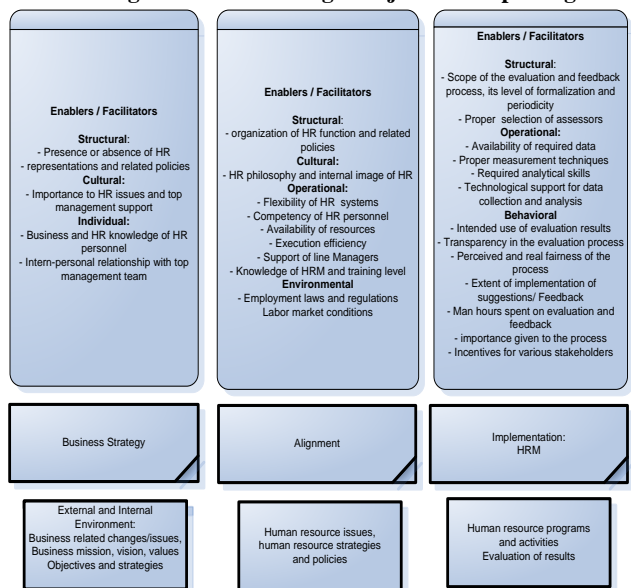 Enablers / Facilitators
Structural:
- Presence or absence of HR
- representations and related policies
Cultural:
- Importance to HR issues and top
management support
Individual:
- Business and HR knowledge of HR
personnel
- Intern-personal relationship with top
management team
Enablers / Facilitators
Structural:
- organization of HR function and related
policies
Cultural:
- HR philosophy and internal image of HR
Operational:
- Flexibility of HR systems
- Competency of HR personnel
- Availability of resources
- Execution efficiency
- Support of line Managers
- Knowledge of HRM and training level
Environmental
- Employment laws and regulations
Labor market conditions
Enablers / Facilitators
Structural:
- Scope of the evaluation and feedback
process, its level of formalization and
periodicity
- Proper selection of assessors
Operational:
- Availability of required data
- Proper measurement techniques
- Required analytical skills
- Technological support for data
collection and analysis
Behavioral
- Intended use of evaluation results
- Transparency in the evaluation process
- Perceived and real fairness of the
process
- Extent of implementation of
suggestions/ Feedback
- Man hours spent on evaluation and
feedback
- importance given to the process
- Incentives for various stakeholders
Business Strategy
Alignment
Implementation:
HRM
External and Internal
Environment:
Business related changes/issues,
Business mission, vision, values
Objectives and strategies
Human resource issues,
human resource strategies
and policies
Human resource programs
and activities
Evaluation of results